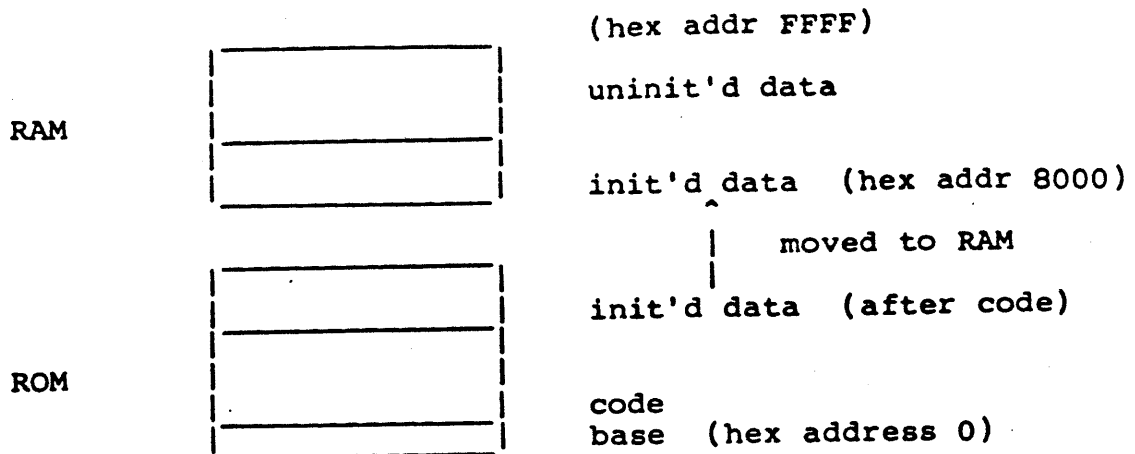 (hex addr FFFF)
uninit'd data
RAM
init'd data (hex addr 8000)
moved to RAM
init'd data (after code)
ROM
code
base (hex address 0)